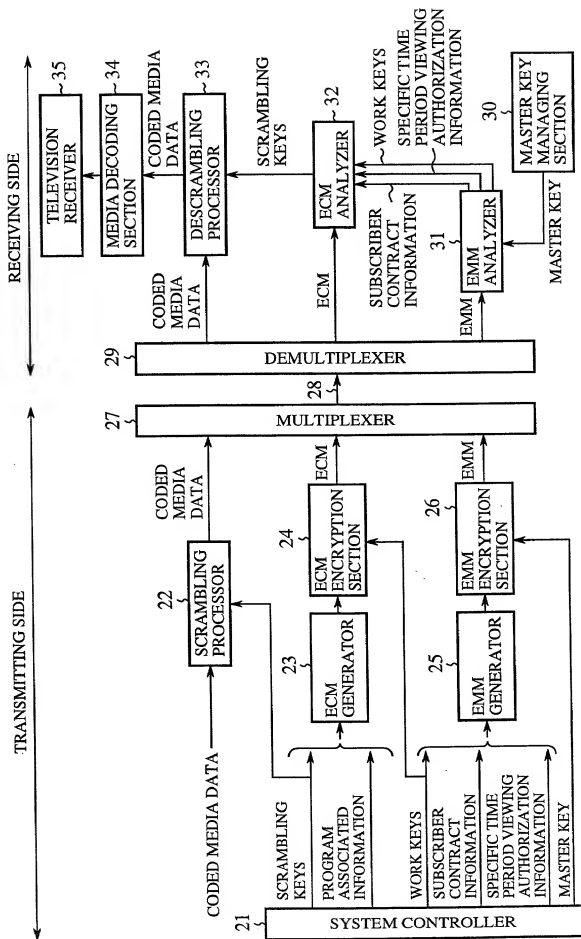 TRANSMITTING SIDE
RECEIVING SIDE
21
SYSTEM CONTROLLER
CODED MEDIA DATA
SCRAMBLING
KEYS
PROGRAM
ASSOCIATED
INFORMATION
WORK KEYS
SUBSCRIBER
CONTRACT
INFORMATION
SPECIFIC TIME
PERIOD VIEWING
AUTHORIZATION
INFORMATION
MASTER KEY
22
SCRAMBLING
PROCESSOR
23
ECM
GENERATOR
24
ECM
ENCRYPTION
SECTION
25
EMM
GENERATOR
26
EMM
ENCRYPTION
SECTION
CODED
MEDIA DATA
ECM
EMM
27
MULTIPLEXER
28
29
DEMULTIPLEXER
CODED
MEDIA DATA
ECM
EMM
30
MASTER KEY
MANAGING
SECTION
MASTER KEY
31
EMM
ANALYZER
SUBSCRIBER
CONTRACT
INFORMATION
WORK KEYS
SPECIFIC TIME
PERIOD VIEWING
AUTHORIZATION
INFORMATION
32
ECM
ANALYZER
SCRAMBLING
KEYS
33
DESCRAMBLING
PROCESSOR
CODED MEDIA
DATA
34
MEDIA DECODING
SECTION
35
TELEVISION
RECEIVER